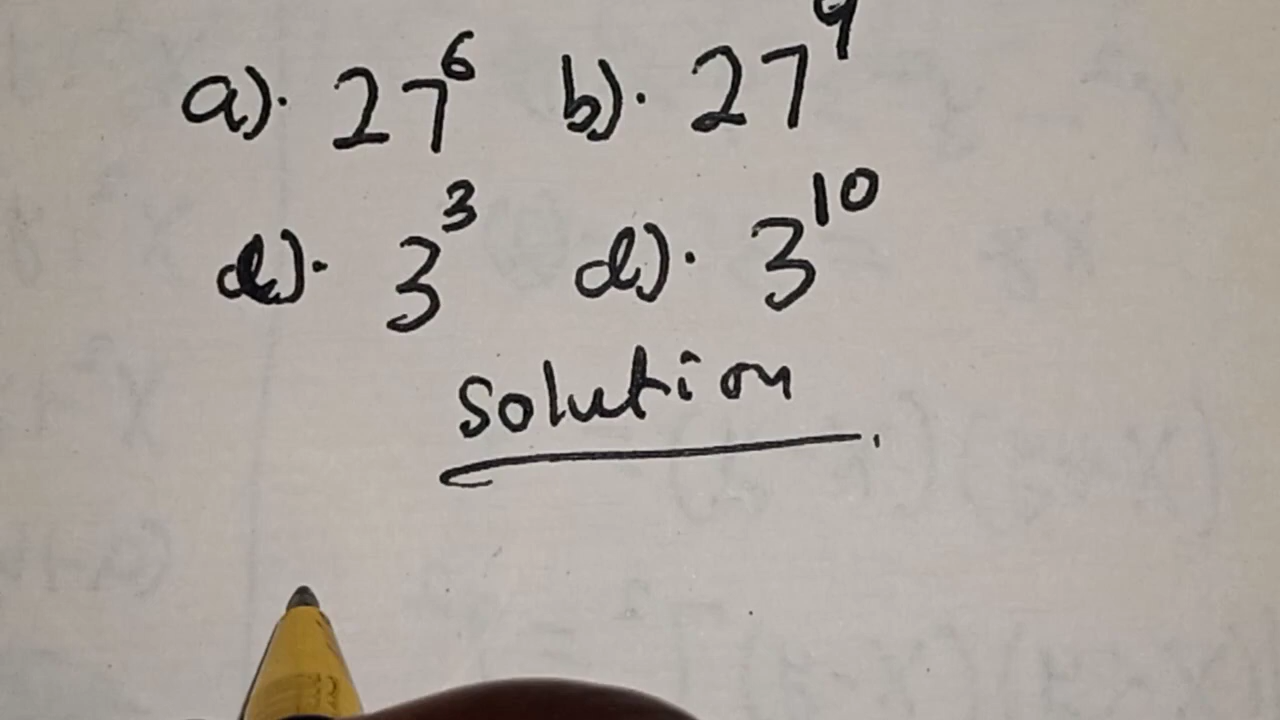 a). 27⁶ b). 27⁹
d). 3³ d). 3¹⁰
Solution